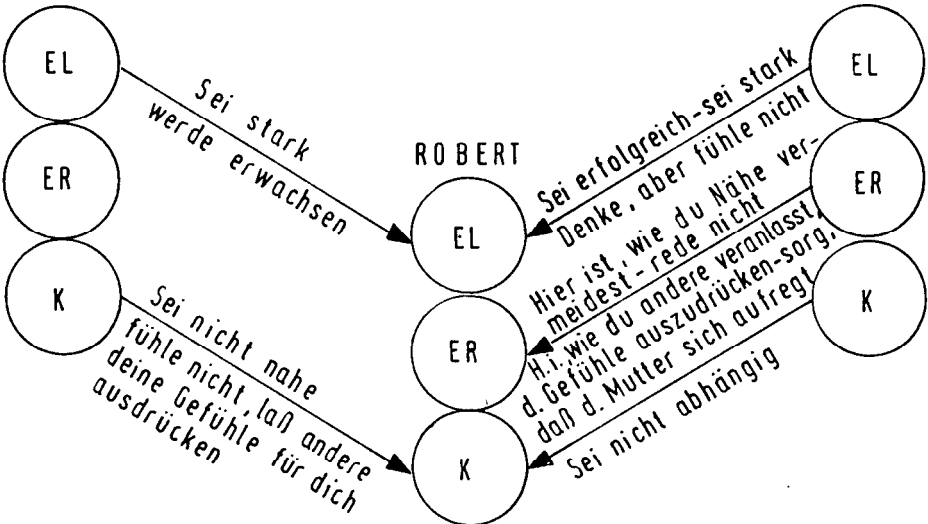 EL
ER
K
Sei stark
werde erwachsen
Sei nicht nahe
fühle nicht, laß andere
deine Gefühle für dich
ausdrücken
ROBERT
EL
ER
K
Sei erfolgreich-sei stark
Denke, aber fühle nicht
Hier ist, wie du Nähe ver-
meidest-rede nicht
H.i. wie du andere veranlasst,
d. Gefühle auszudrücken-sorg,
daß d. Mutter sich aufregt
Sei nicht abhängig
EL
ER
K